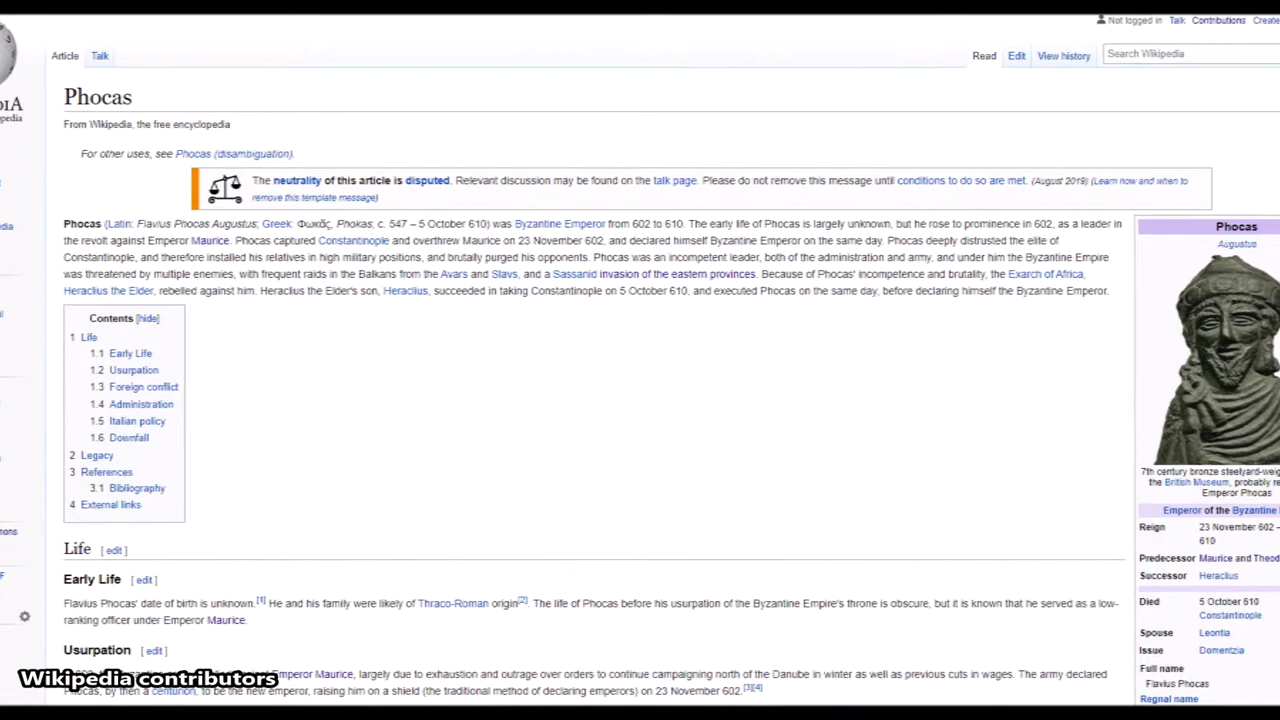 Not logged in Talk Contributions Create
Article Talk Read Edit View history Search Wikipedia
Phocas
From Wikipedia, the free encyclopedia
For other uses, see Phocas (disambiguation).
The neutrality of this article is disputed. Relevant discussion may be found on the talk page. Please do not remove this message until conditions to do so are met. (August 2019) (Learn how and when to
remove this template message)
Phocas (Latin: Flavius Phocas Augustus; Greek: Φωκᾶς, Phokas; c. 547 – 5 October 610) was Byzantine Emperor from 602 to 610. The early life of Phocas is largely unknown, but he rose to prominence in 602, as a leader in
the revolt against Emperor Maurice. Phocas captured Constantinople and overthrew Maurice on 23 November 602, and declared himself Byzantine Emperor on the same day. Phocas deeply distrusted the elite of
Constantinople, and therefore installed his relatives in high military positions, and brutally purged his opponents. Phocas was an incompetent leader, both of the administration and army, and under him the Byzantine Empire
was threatened by multiple enemies, with frequent raids in the Balkans from the Avars and Slavs, and a Sassanid invasion of the eastern provinces. Because of Phocas' incompetence and brutality, the Exarch of Africa,
Heraclius the Elder, rebelled against him. Heraclius the Elder's son, Heraclius, succeeded in taking Constantinople on 5 October 610, and executed Phocas on the same day, before declaring himself the Byzantine Emperor.
Contents [hide]
1 Life
1.1 Early Life
1.2 Usurpation
1.3 Foreign conflict
1.4 Administration
1.5 Italian policy
1.6 Downfall
2 Legacy
3 References
3.1 Bibliography
4 External links
Life [ edit ]
Early Life [ edit ]
Flavius Phocas' date of birth is unknown.[1] He and his family were likely of Thraco-Roman origin[2]. The life of Phocas before his usurpation of the Byzantine Empire's throne is obscure, but it is known that he served as a low-
ranking officer under Emperor Maurice.
Usurpation [ edit ]
Emperor Maurice, largely due to exhaustion and outrage over orders to continue campaigning north of the Danube in winter as well as previous cuts in wages. The army declared
Phocas, by then a centurion, to be the new emperor, raising him on a shield (the traditional method of declaring emperors) on 23 November 602.[3][4]
Phocas
Augustus
7th century bronze steelyard-weig
the British Museum, probably re
Emperor Phocas
Emperor of the Byzantine
Reign 23 November 602 –
610
Predecessor Maurice and Theod
Successor Heraclius
Died 5 October 610
Constantinople
Spouse Leontia
Issue Domentzia
Full name
Flavius Phocas
Regnal name
Wikipedia contributors